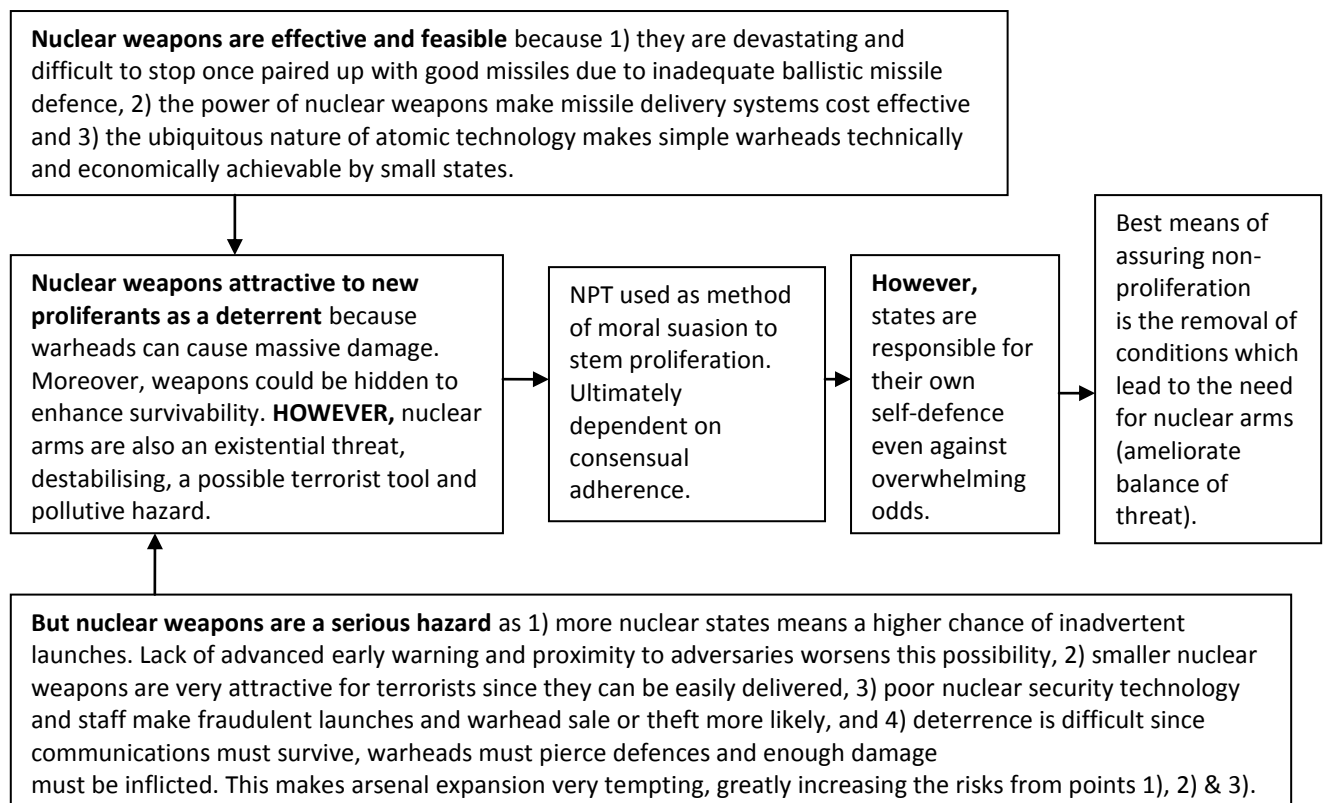 Nuclear weapons are effective and feasible because 1) they are devastating and
difficult to stop once paired up with good missiles due to inadequate ballistic missile
defence, 2) the power of nuclear weapons make missile delivery systems cost effective
and 3) the ubiquitous nature of atomic technology makes simple warheads technically
and economically achievable by small states.
Nuclear weapons attractive to new
proliferants as a deterrent because
warheads can cause massive damage.
Moreover, weapons could be hidden to
enhance survivability. HOWEVER, nuclear
arms are also an existential threat,
destabilising, a possible terrorist tool and
pollutive hazard.
NPT used as method
of moral suasion to
stem proliferation.
Ultimately
dependent on
consensual
adherence.
However,
states are
responsible for
their own
self-defence
even against
overwhelming
odds.
Best means of
assuring non-
proliferation
is the removal of
conditions which
lead to the need
for nuclear arms
(ameliorate
balance of
threat).
But nuclear weapons are a serious hazard as 1) more nuclear states means a higher chance of inadvertent
launches. Lack of advanced early warning and proximity to adversaries worsens this possibility, 2) smaller nuclear
weapons are very attractive for terrorists since they can be easily delivered, 3) poor nuclear security technology
and staff make fraudulent launches and warhead sale or theft more likely, and 4) deterrence is difficult since
communications must survive, warheads must pierce defences and enough damage
must be inflicted. This makes arsenal expansion very tempting, greatly increasing the risks from points 1), 2) & 3).